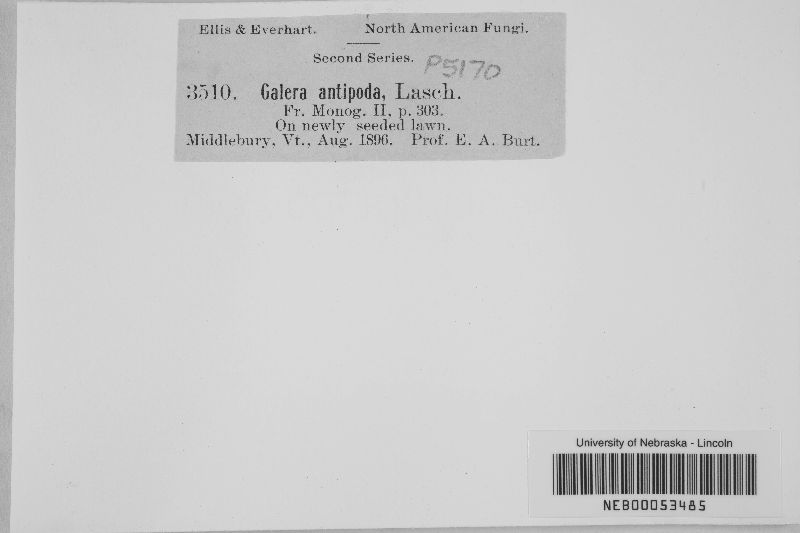 Ellis & Everhart. North American Fungi.
Second Series.
P5170
3510. Galera antipoda, Lasch.
Fr. Monog. II, p. 303.
On newly seeded lawn.
Middlebury, Vt., Aug. 1896. Prof. E. A. Burt.
University of Nebraska - Lincoln
NEB00053485